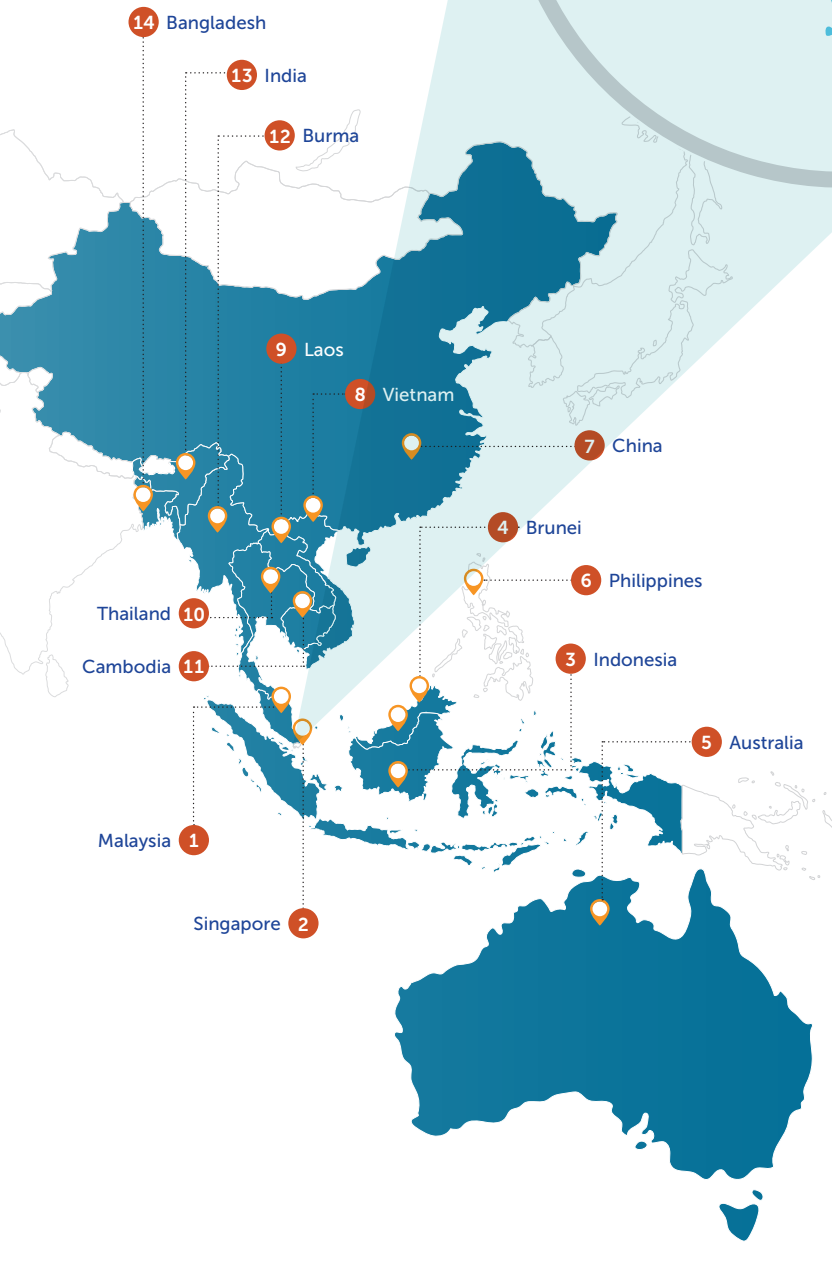 14 Bangladesh
13 India
12 Burma
9 Laos
8 Vietnam
7 China
4 Brunei
6 Philippines
Thailand 10
3 Indonesia
Cambodia 11
5 Australia
Malaysia 1
Singapore 2